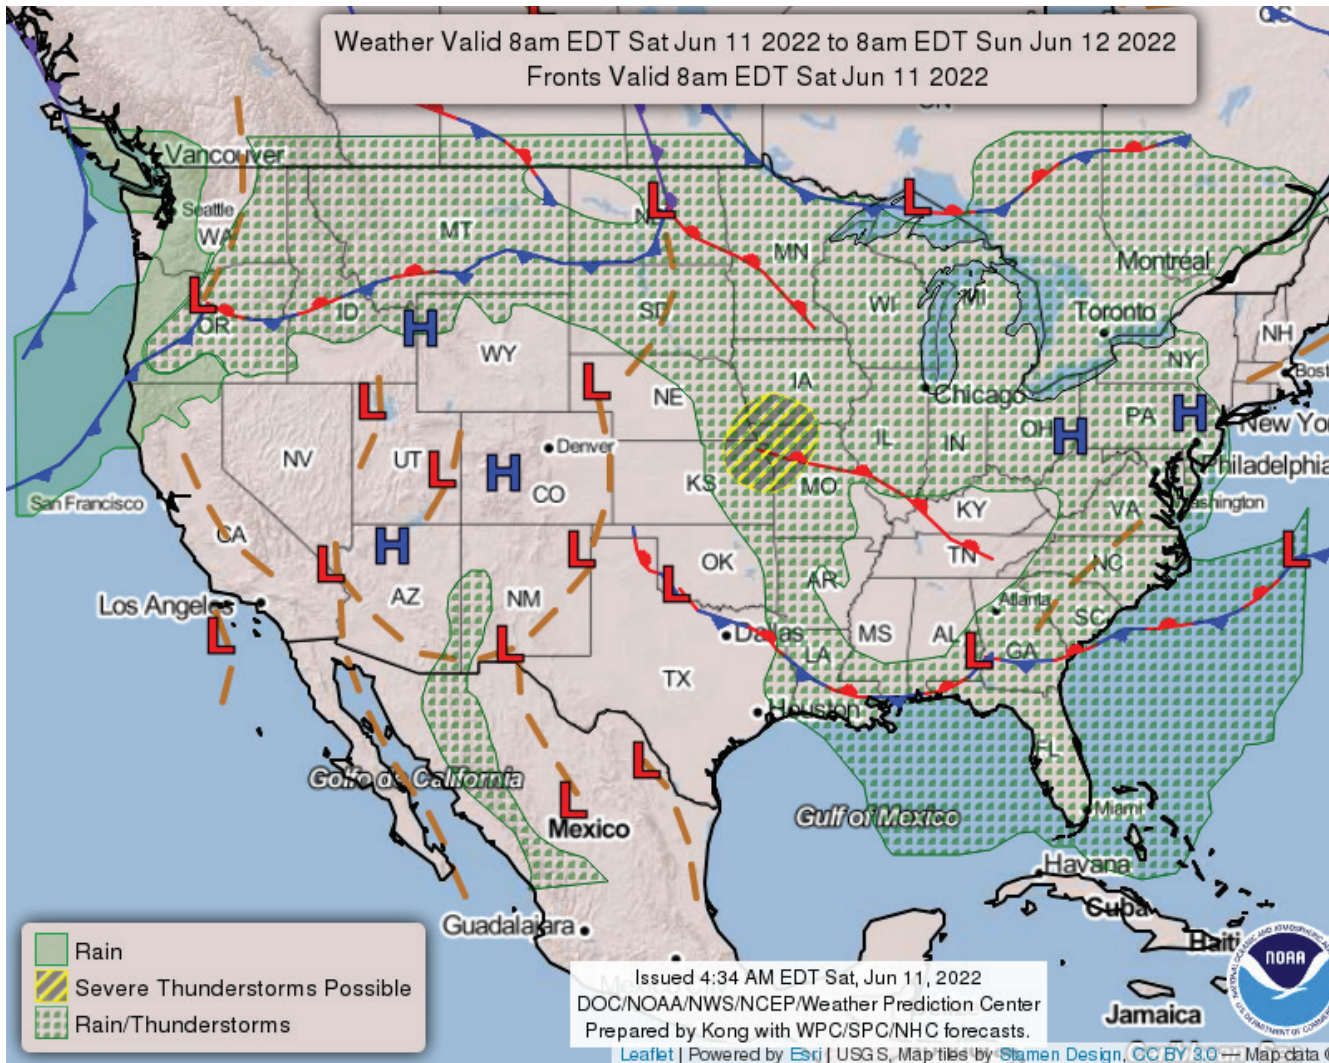 Weather Valid 8am EDT Sat Jun 11 2022 to 8am EDT Sun Jun 12 2022
Fronts Valid 8am EDT Sat Jun 11 2022
L
Vancouver
Seattle
WA
MT
L
MN
L
Montréal
L
OR
ID
H
SD
WI
MI
Toronto
NH
WY
NY
Bost
L
L
NE
IA
Chicago
PA
H
New Yor
NV
UT
L
H
Denver
CO
KS
IL
IN
OH
H
Philadelphia
MO
San Francisco
KY
VA
CA
H
L
L
OK
TN
NC
L
Los Angeles
AZ
NM
L
AR
Atlanta
SC
L
L
Dallas
MS
AL
L
GA
TX
LA
Houston
FL
Golfo de California
L
L
Mexico
Gulf of Mexico
Miami
Havana
Cuba
Guadalajara
Haiti
Jamaica
Rain
Severe Thunderstorms Possible
Rain/Thunderstorms
Issued 4:34 AM EDT Sat, Jun 11, 2022
DOC/NOAA/NWS/NCEP/Weather Prediction Center
Prepared by Kong with WPC/SPC/NHC forecasts.
Leaflet | Powered by Esri | USGS, Map tiles by Stamen Design, CC BY 3.0 — Map data
NOAA